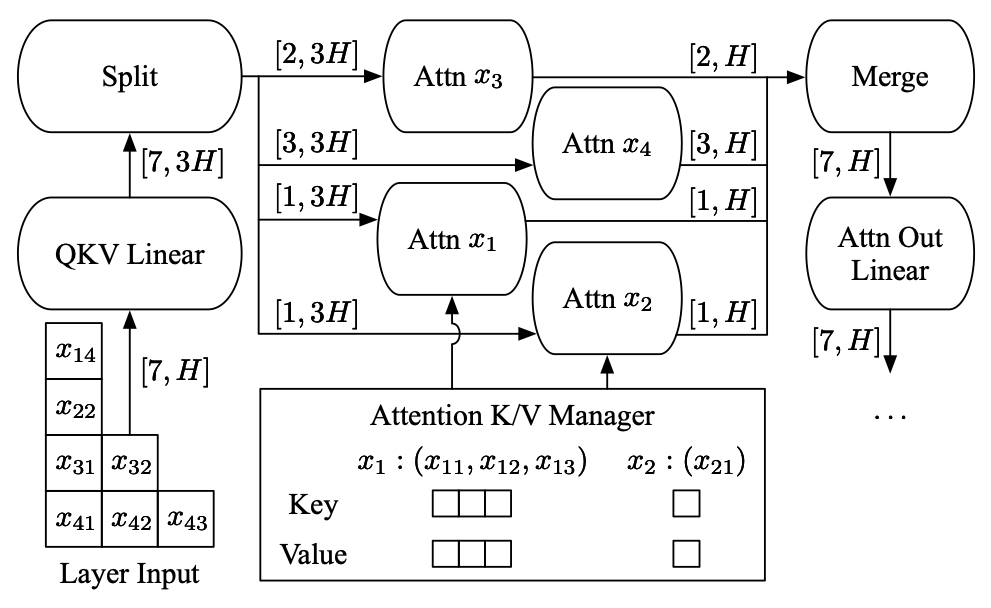 Split
[2, 3H]
Attn x₃
[2, H]
Merge
[7, 3H]
[3, 3H]
Attn x₄
[3, H]
[7, H]
QKV Linear
[1, 3H]
Attn x₁
[1, H]
Attn Out
Linear
[1, 3H]
Attn x₂
[1, H]
[7, H]
x₁₄
[7, H]
x₂₂
x₃₁ x₃₂
x₄₁ x₄₂ x₄₃
Layer Input
Attention K/V Manager
x₁ : (x₁₁, x₁₂, x₁₃) x₂ : (x₂₁)
Key
Value
...